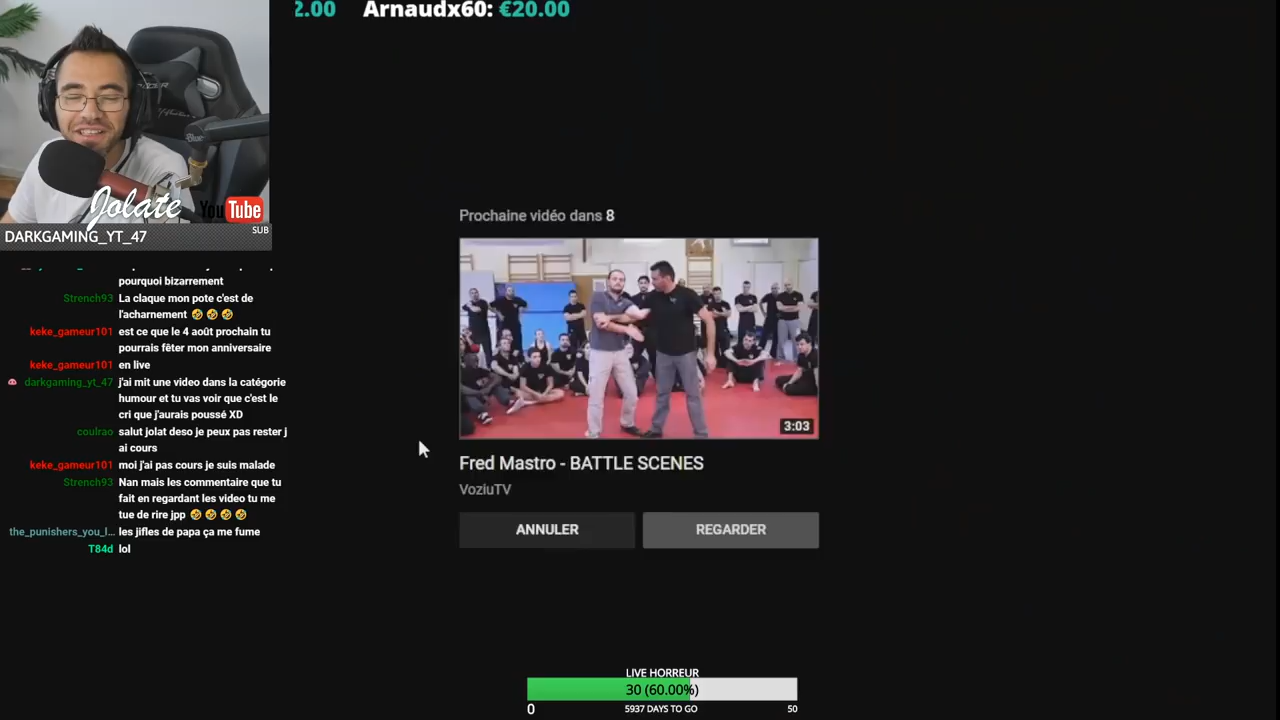 2.00 Arnaudx60: €20.00
Jolate
YouTube
DARKGAMING_YT_47
SUB
pourquoi bizarrement
Strench93 La claque mon pote c'est de
l'acharnement 🤣 🤣 🤣
keke_gameur101 est ce que le 4 août prochain tu
pourrais fêter mon anniversaire
keke_gameur101 en live
darkgaming_yt_47 j'ai mit une video dans la catégorie
humour et tu vas voir que c'est le
cri que j'aurais poussé XD
coulrao salut jolat deso je peux pas rester j
ai cours
keke_gameur101 moi j'ai pas cours je suis malade
Strench93 Nan mais les commentaire que tu
fait en regardant les video tu me
tue de rire jpp 🤣 🤣 🤣 🤣
the_punishers_you_l... les jifles de papa ça me fume
T84d lol
Prochaine vidéo dans 8
3:03
Fred Mastro - BATTLE SCENES
VoziuTV
ANNULER
REGARDER
LIVE HORREUR
30 (60.00%)
0 5937 DAYS TO GO 50